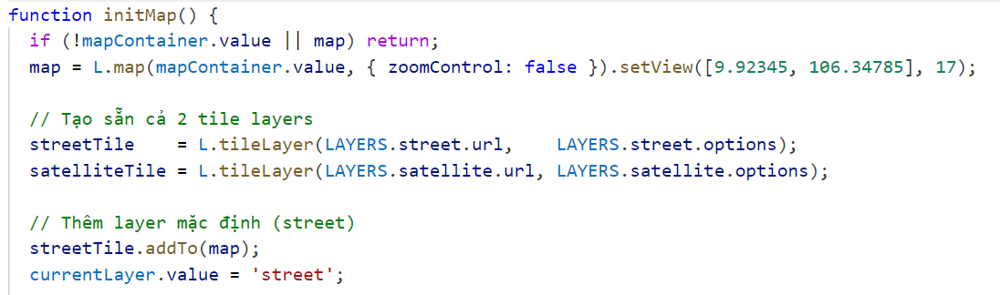 function initMap() {
  if (!mapContainer.value || map) return;
  map = L.map(mapContainer.value, { zoomControl: false }).setView([9.92345, 106.34785], 17);

  // Tạo sẵn cả 2 tile layers
  streetTile    = L.tileLayer(LAYERS.street.url,    LAYERS.street.options);
  satelliteTile = L.tileLayer(LAYERS.satellite.url, LAYERS.satellite.options);

  // Thêm layer mặc định (street)
  streetTile.addTo(map);
  currentLayer.value = 'street';